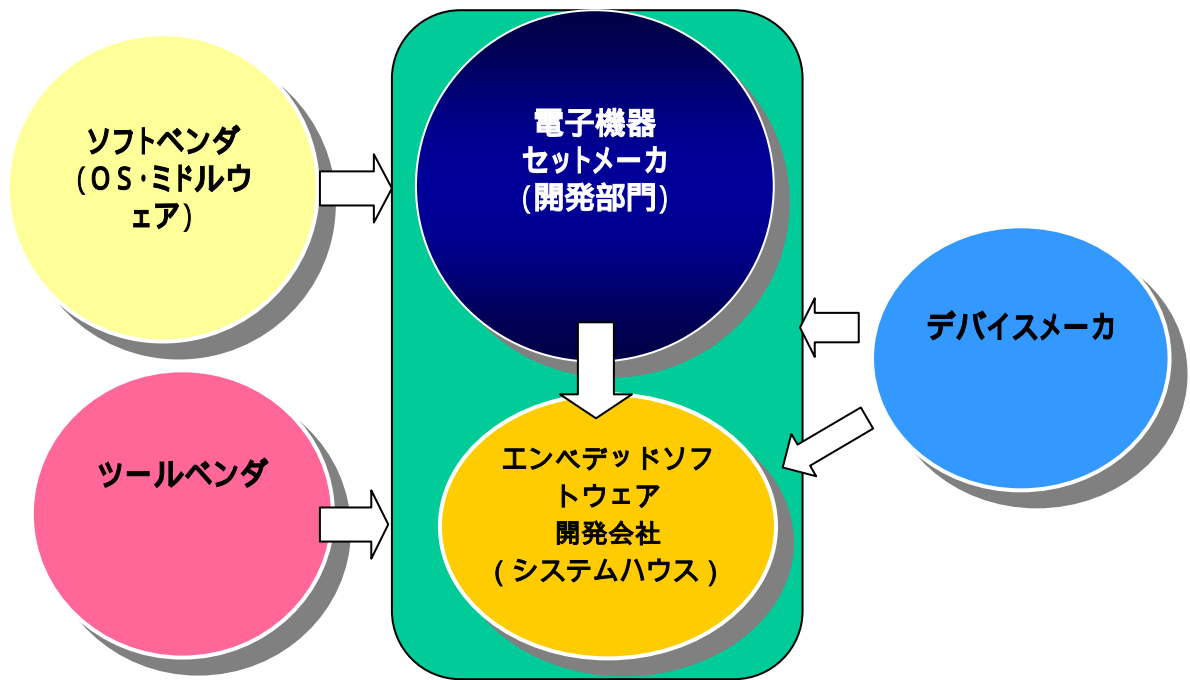 ソフトベンダ
(OS・ミドルウ
ェア)
電子機器
セットメーカ
(開発部門)
デバイスメーカ
ツールベンダ
エンベデッドソフ
トウェア
開発会社
(システムハウス)